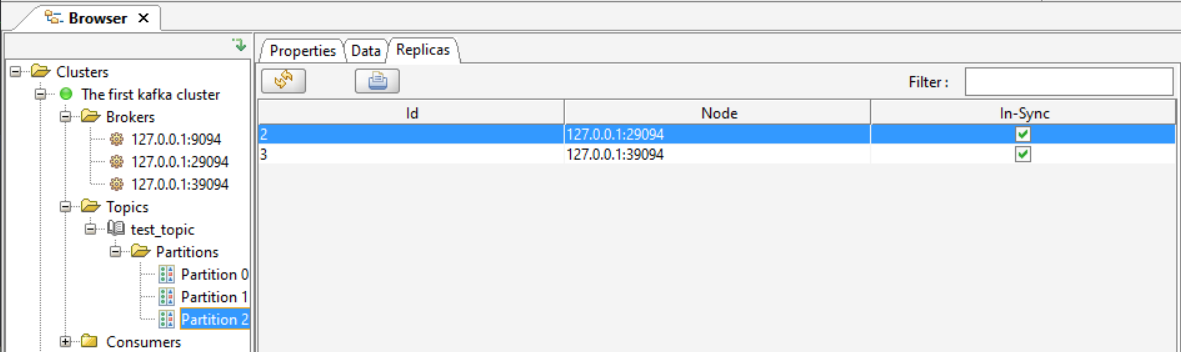 Browser
Properties Data Replicas
Filter :
Clusters
The first kafka cluster
Brokers
127.0.0.1:9094
127.0.0.1:29094
127.0.0.1:39094
Topics
test_topic
Partitions
Partition 0
Partition 1
Partition 2
Consumers
Id Node In-Sync
2 127.0.0.1:29094
3 127.0.0.1:39094